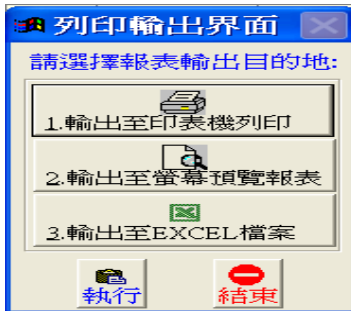 列印輸出界面
請選擇報表輸出目的地:
1.輸出至印表機列印
2.輸出至螢幕預覽報表
3.輸出至EXCEL檔案
執行 結束